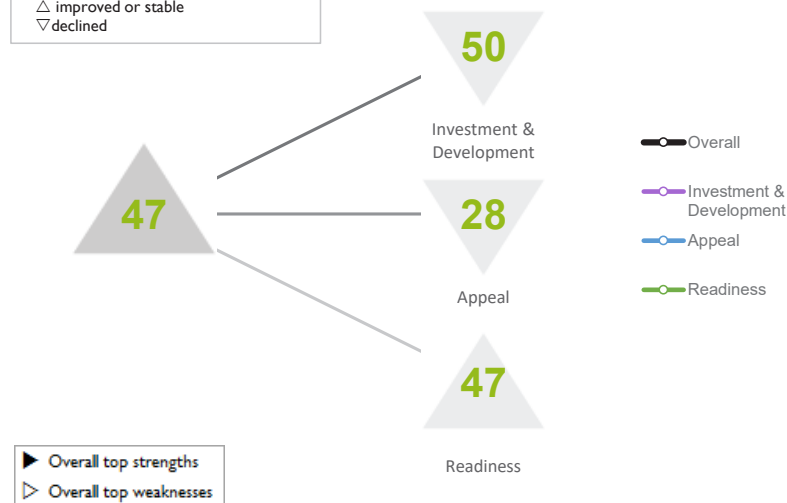 △ improved or stable
▽ declined
50
Investment &
Development
47
28
Appeal
47
Readiness
Overall
Investment &
Development
Appeal
Readiness
▶ Overall top strengths
▷ Overall top weaknesses